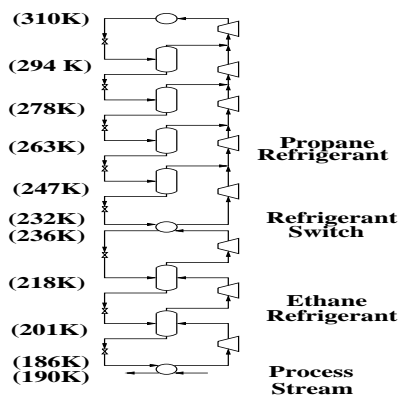 (310K)
(294 K)
(278K)
(263K)
(247K)
(232K)
(236K)
(218K)
(201K)
(186K)
(190K)
Propane
Refrigerant
Refrigerant
Switch
Ethane
Refrigerant
Process
Stream